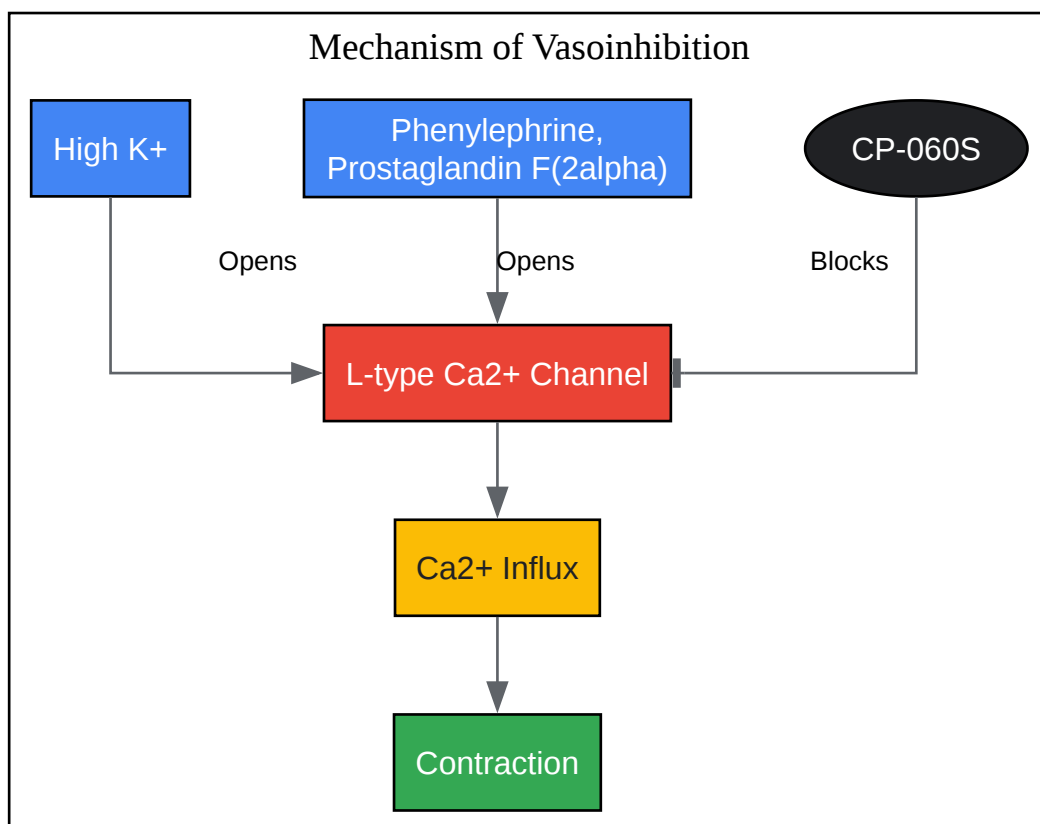 Mechanism of Vasoinhibition
High K+
Phenylephrine,
Prostaglandin F(2alpha)
CP-060S
Opens
Opens
Blocks
L-type Ca2+ Channel
Ca2+ Influx
Contraction